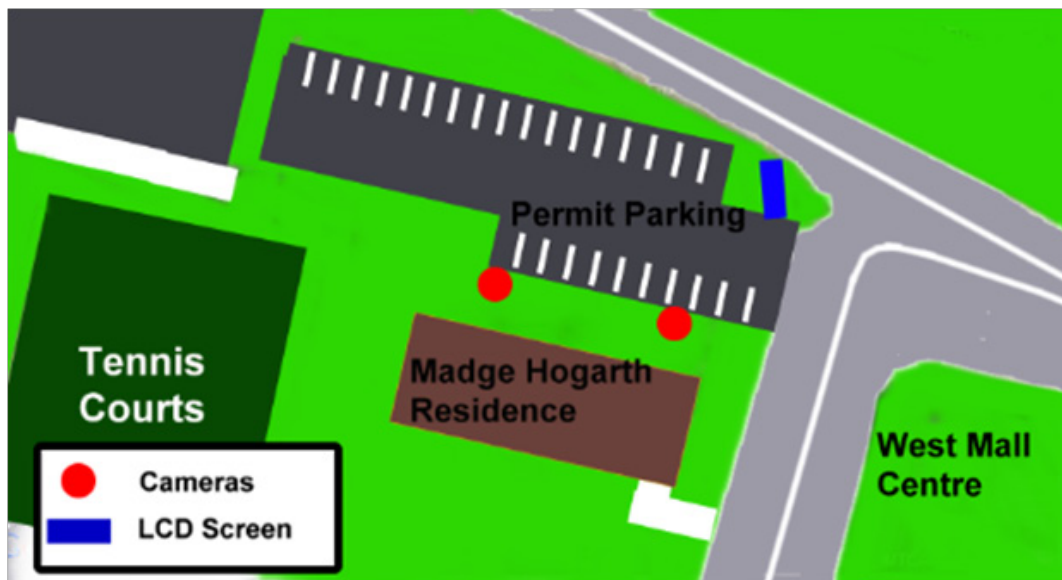 Permit Parking
Madge Hogarth
Residence
Tennis
Courts
West Mall
Centre
Cameras
LCD Screen